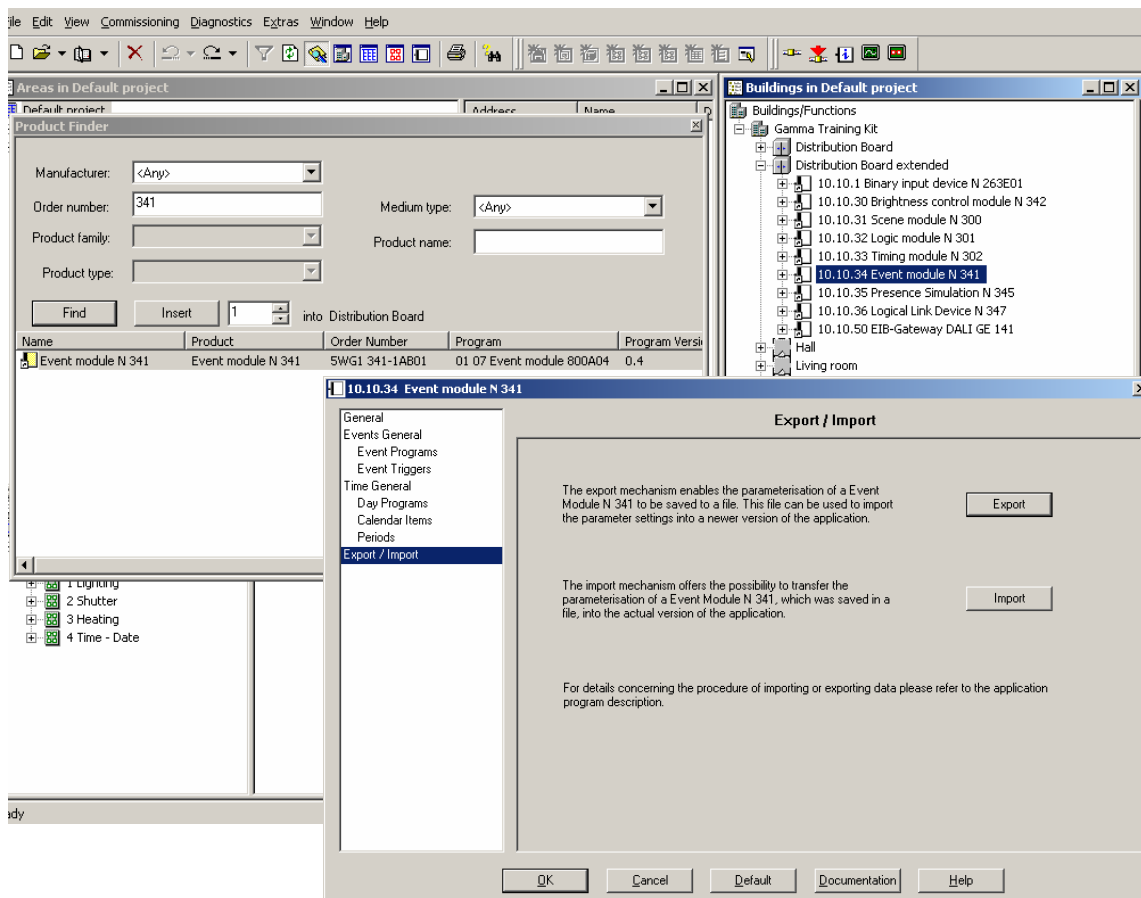 ile Edit View Commissioning Diagnostics Extras Window Help
Areas in Default project
Default project Address Name
Product Finder
Manufacturer: <Any>
Order number: 341
Medium type: <Any>
Product family:
Product name:
Product type:
Find Insert 1 into Distribution Board
Name Product Order Number Program Program Versi
Event module N 341 Event module N 341 5WG1 341-1AB01 01 07 Event module 800A04 0.4
Buildings in Default project
Buildings/Functions
Gamma Training Kit
Distribution Board
Distribution Board extended
10.10.1 Binary input device N 263E01
10.10.30 Brightness control module N 342
10.10.31 Scene module N 300
10.10.32 Logic module N 301
10.10.33 Timing module N 302
10.10.34 Event module N 341
10.10.35 Presence Simulation N 345
10.10.36 Logical Link Device N 347
10.10.50 EIB-Gateway DALI GE 141
Hall
Living room
1 Lighting
2 Shutter
3 Heating
4 Time - Date
ady
10.10.34 Event module N 341
General
Events General
Event Programs
Event Triggers
Time General
Day Programs
Calendar Items
Periods
Export / Import
Export / Import
The export mechanism enables the parameterisation of a Event
Module N 341 to be saved to a file. This file can be used to import
the parameter settings into a newer version of the application.
Export
The import mechanism offers the possibility to transfer the
parameterisation of a Event Module N 341, which was saved in a
file, into the actual version of the application.
Import
For details concerning the procedure of importing or exporting data please refer to the application
program description.
OK Cancel Default Documentation Help